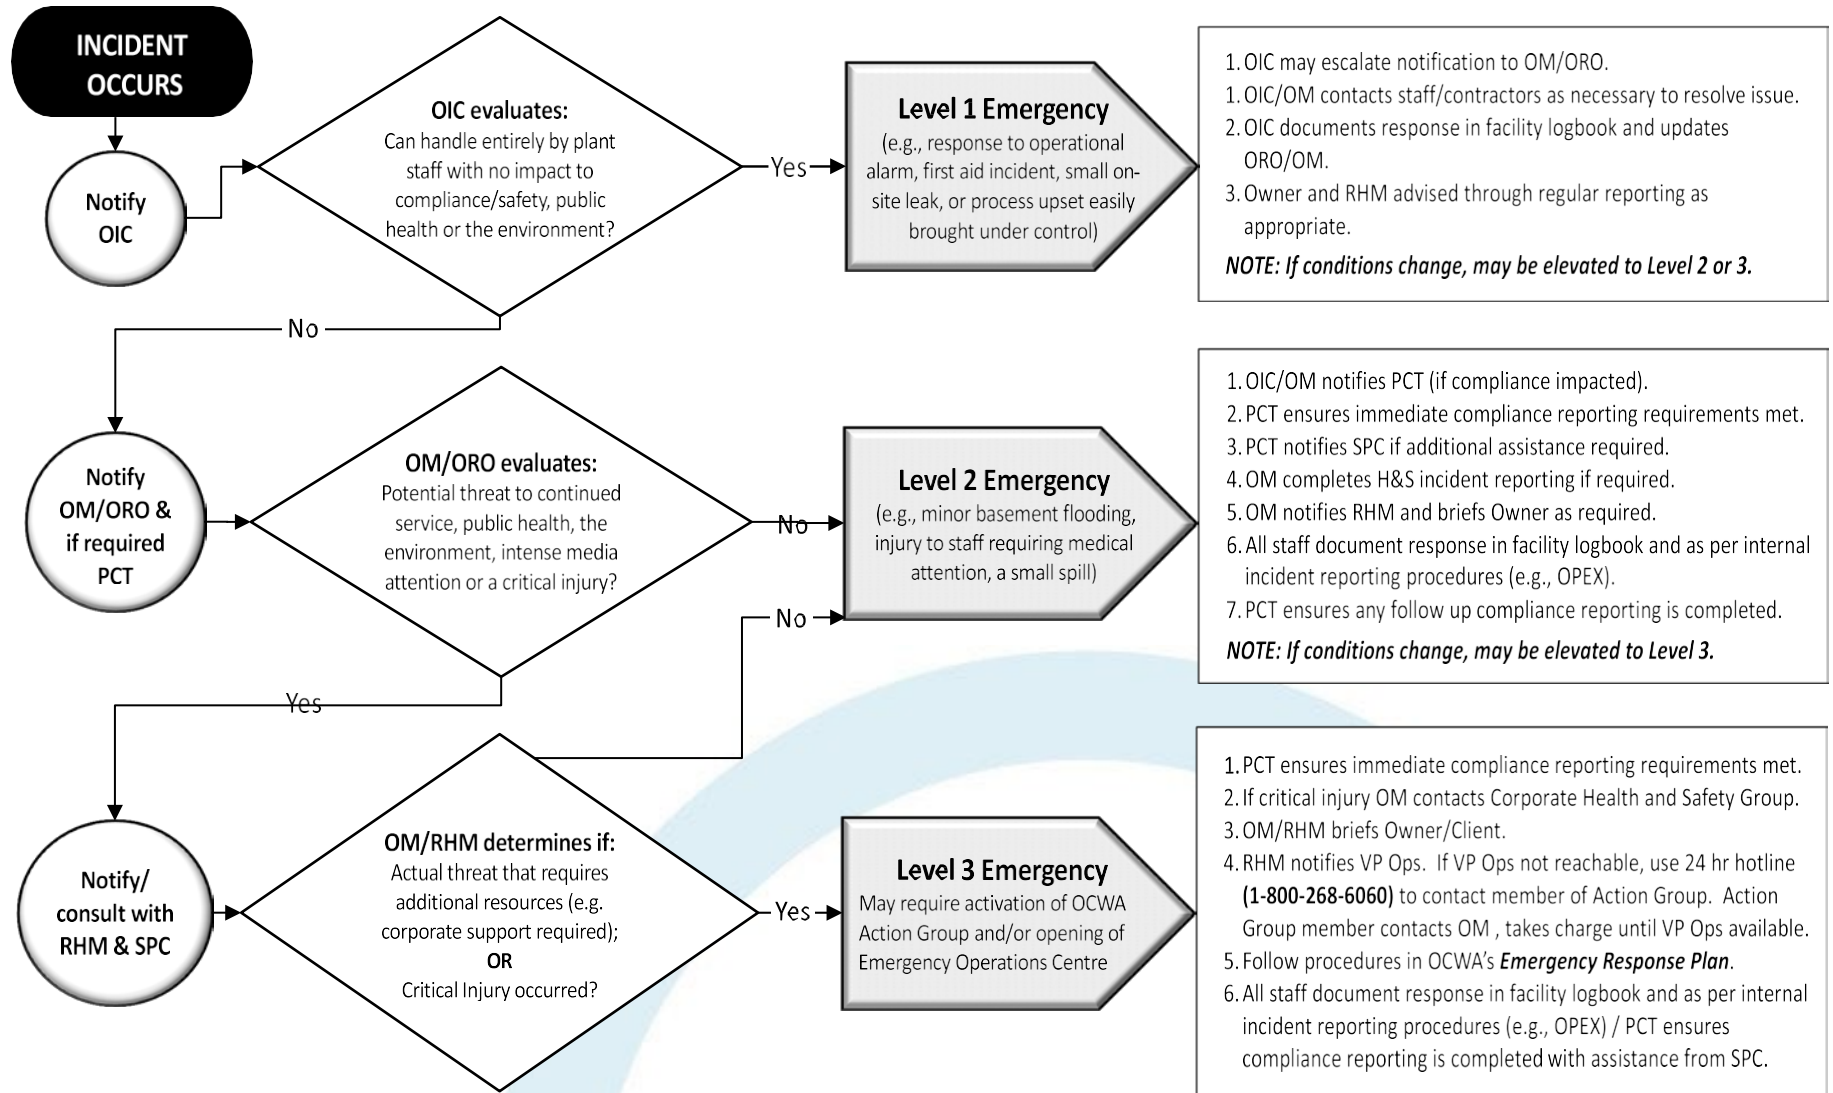 INCIDENT
OCCURS
Notify
OIC
OIC evaluates:
Can handle entirely by plant
staff with no impact to
compliance/safety, public
health or the environment?
Yes
Level 1 Emergency
(e.g., response to operational
alarm, first aid incident, small on-
site leak, or process upset easily
brought under control)
1. OIC may escalate notification to OM/ORO.
1. OIC/OM contacts staff/contractors as necessary to resolve issue.
2. OIC documents response in facility logbook and updates
ORO/OM.
3. Owner and RHM advised through regular reporting as
appropriate.
NOTE: If conditions change, may be elevated to Level 2 or 3.
No
Notify
OM/ORO &
if required
PCT
OM/ORO evaluates:
Potential threat to continued
service, public health, the
environment, intense media
attention or a critical injury?
No
Level 2 Emergency
(e.g., minor basement flooding,
injury to staff requiring medical
attention, a small spill)
1. OIC/OM notifies PCT (if compliance impacted).
2. PCT ensures immediate compliance reporting requirements met.
3. PCT notifies SPC if additional assistance required.
4. OM completes H&S incident reporting if required.
5. OM notifies RHM and briefs Owner as required.
6. All staff document response in facility logbook and as per internal
incident reporting procedures (e.g., OPEX).
7. PCT ensures any follow up compliance reporting is completed.
NOTE: If conditions change, may be elevated to Level 3.
No
Yes
Notify/
consult with
RHM & SPC
OM/RHM determines if:
Actual threat that requires
additional resources (e.g.
corporate support required);
OR
Critical Injury occurred?
Yes
Level 3 Emergency
May require activation of OCWA
Action Group and/or opening of
Emergency Operations Centre
1. PCT ensures immediate compliance reporting requirements met.
2. If critical injury OM contacts Corporate Health and Safety Group.
3. OM/RHM briefs Owner/Client.
4. RHM notifies VP Ops. If VP Ops not reachable, use 24 hr hotline
(1-800-268-6060) to contact member of Action Group. Action
Group member contacts OM , takes charge until VP Ops available.
5. Follow procedures in OCWA's Emergency Response Plan.
6. All staff document response in facility logbook and as per internal
incident reporting procedures (e.g., OPEX) / PCT ensures
compliance reporting is completed with assistance from SPC.